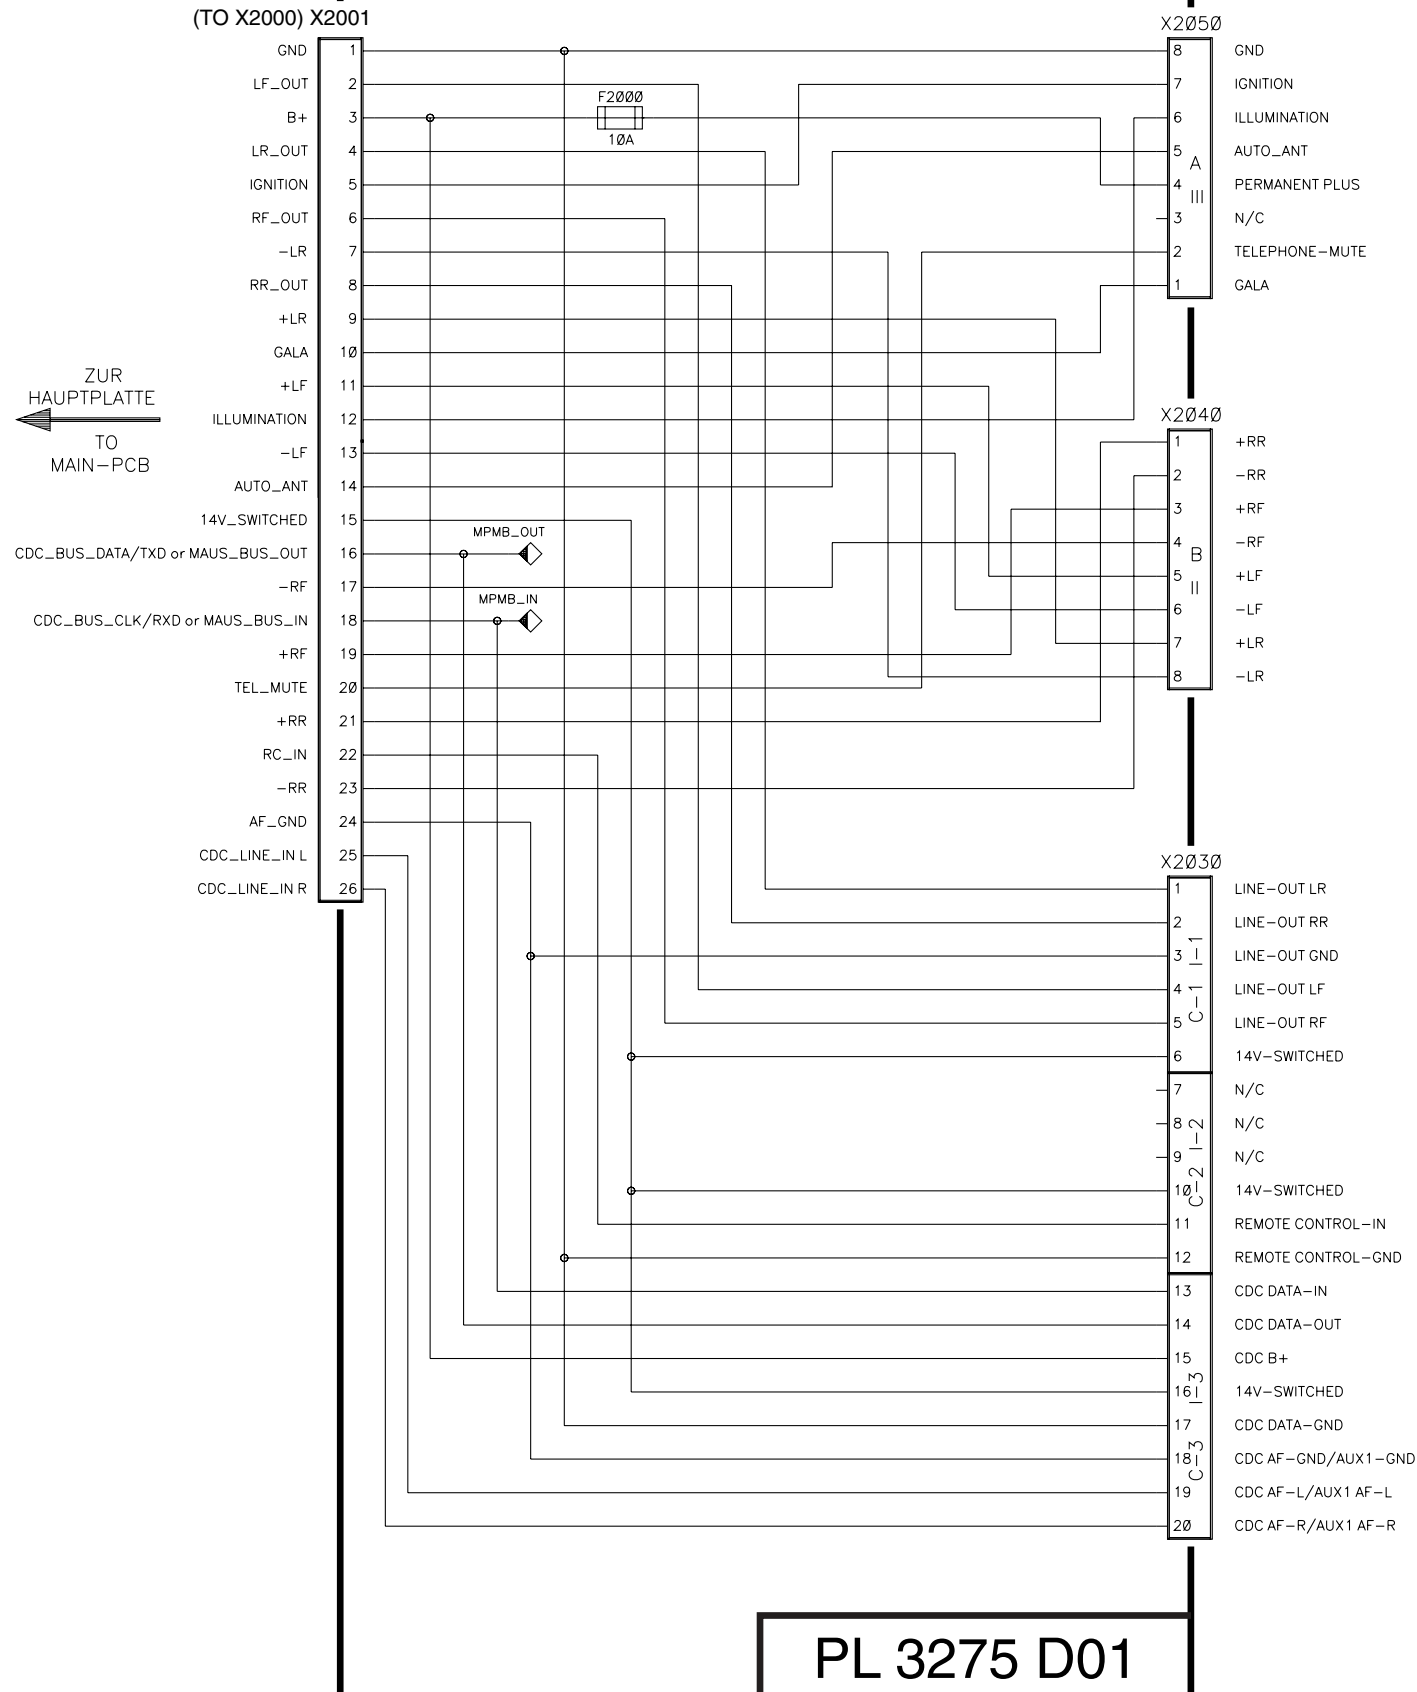 (TO X2000) X2001
GND 1
LF_OUT 2
B+ 3
LR_OUT 4
IGNITION 5
RF_OUT 6
-LR 7
RR_OUT 8
+LR 9
GALA 10
+LF 11
ILLUMINATION 12
-LF 13
AUTO_ANT 14
14V_SWITCHED 15
CDC_BUS_DATA/TXD or MAUS_BUS_OUT 16
-RF 17
CDC_BUS_CLK/RXD or MAUS_BUS_IN 18
+RF 19
TEL_MUTE 20
+RR 21
RC_IN 22
-RR 23
AF_GND 24
CDC_LINE_IN L 25
CDC_LINE_IN R 26
ZUR
HAUPTPLATTE
TO
MAIN-PCB
F2000
10A
MPMB_OUT
MPMB_IN
X2050
8 GND
7 IGNITION
6 ILLUMINATION
5 AUTO_ANT
4 PERMANENT PLUS
3 N/C
2 TELEPHONE-MUTE
1 GALA
A
III
X2040
1 +RR
2 -RR
3 +RF
4 -RF
5 +LF
6 -LF
7 +LR
8 -LR
B
II
X2030
1 LINE-OUT LR
2 LINE-OUT RR
3 LINE-OUT GND
4 LINE-OUT LF
5 LINE-OUT RF
6 14V-SWITCHED
C-1 I-1
7 N/C
8 N/C
9 N/C
10 14V-SWITCHED
11 REMOTE CONTROL-IN
12 REMOTE CONTROL-GND
C-2 I-2
13 CDC DATA-IN
14 CDC DATA-OUT
15 CDC B+
16 14V-SWITCHED
17 CDC DATA-GND
18 CDC AF-GND/AUX1-GND
19 CDC AF-L/AUX1 AF-L
20 CDC AF-R/AUX1 AF-R
C-3 I-3
PL 3275 D01